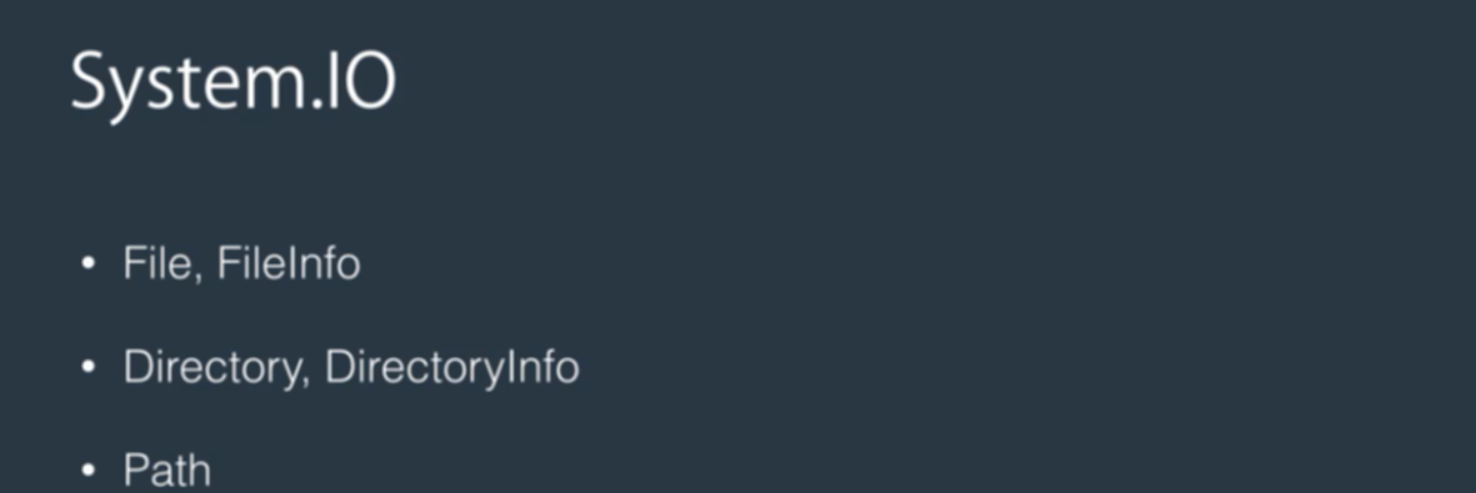 System.IO
• File, FileInfo
• Directory, DirectoryInfo
• Path